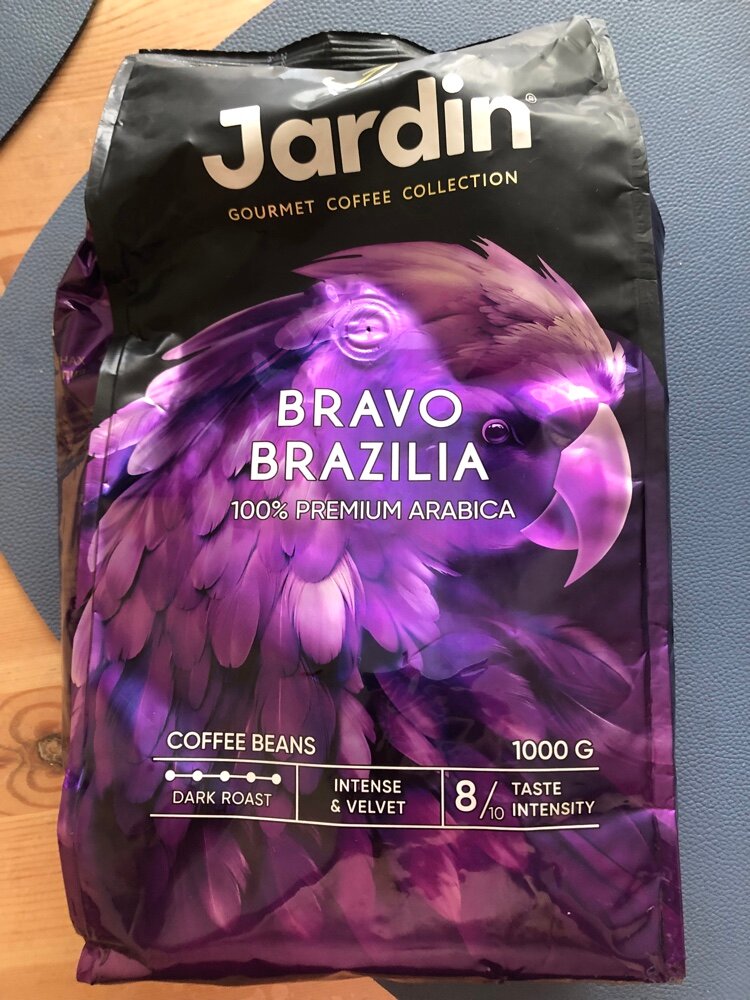 Jardin®
GOURMET COFFEE COLLECTION
BRAVO
BRAZILIA
100% PREMIUM ARABICA
COFFEE BEANS
1000 G
DARK ROAST
INTENSE
& VELVET
8/10
TASTE
INTENSITY